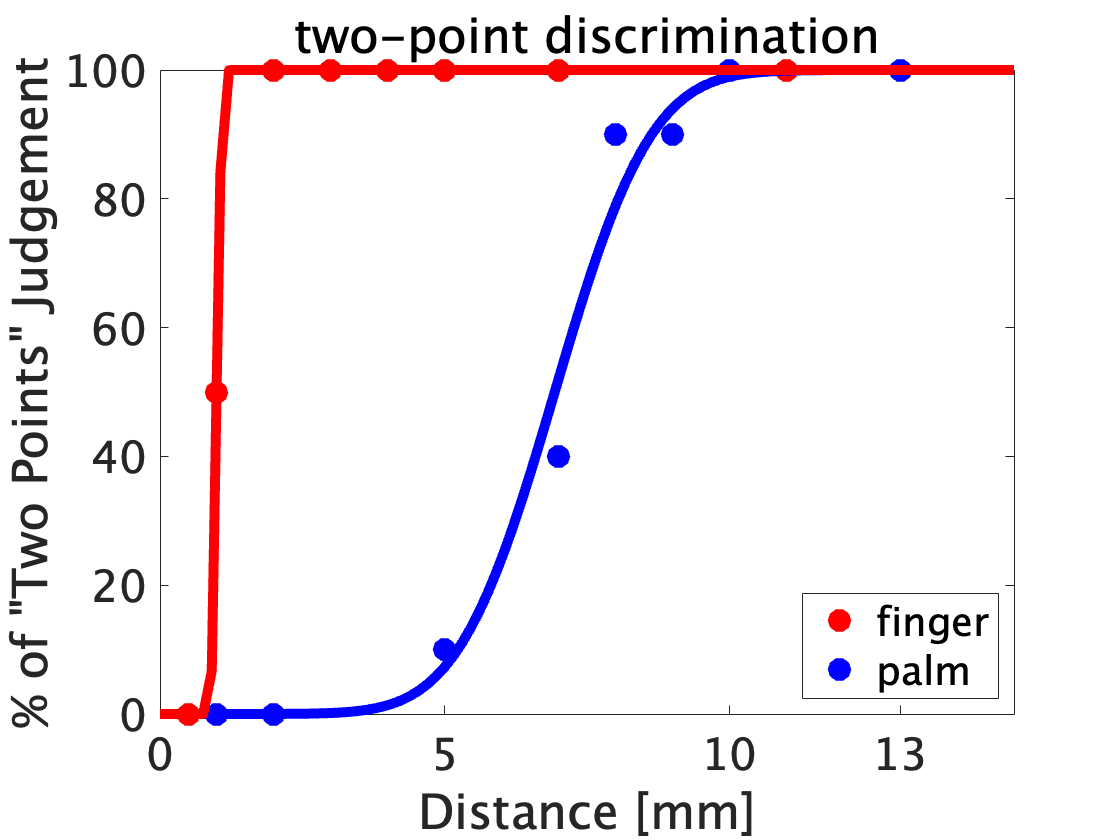 two-point discrimination
% of "Two Points" Judgement
100
80
60
40
20
0
0 5 10 13
Distance [mm]
finger
palm